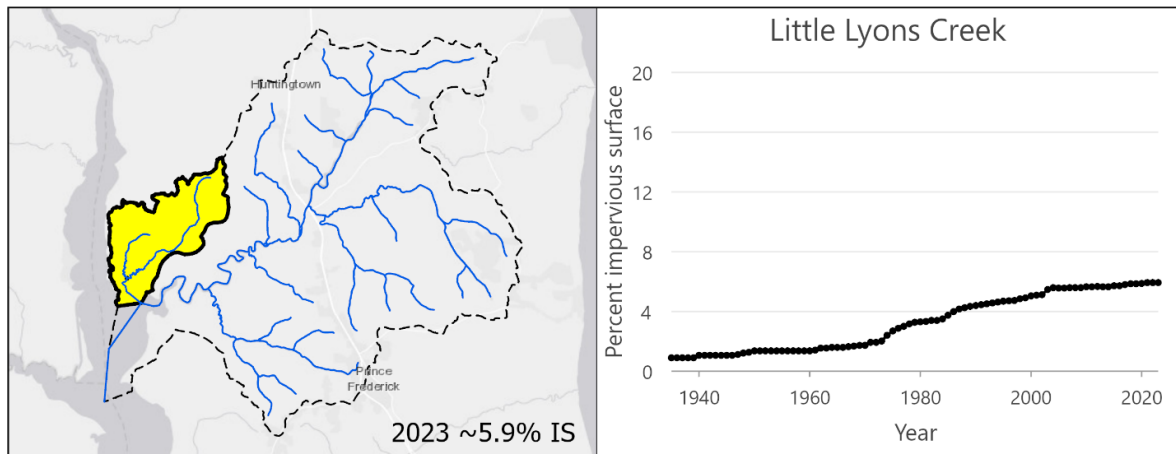 Huntingtown
Prince
Frederick
2023 ~5.9% IS
Little Lyons Creek
Percent impervious surface
20
16
12
8
4
0
1940
1960
1980
2000
2020
Year